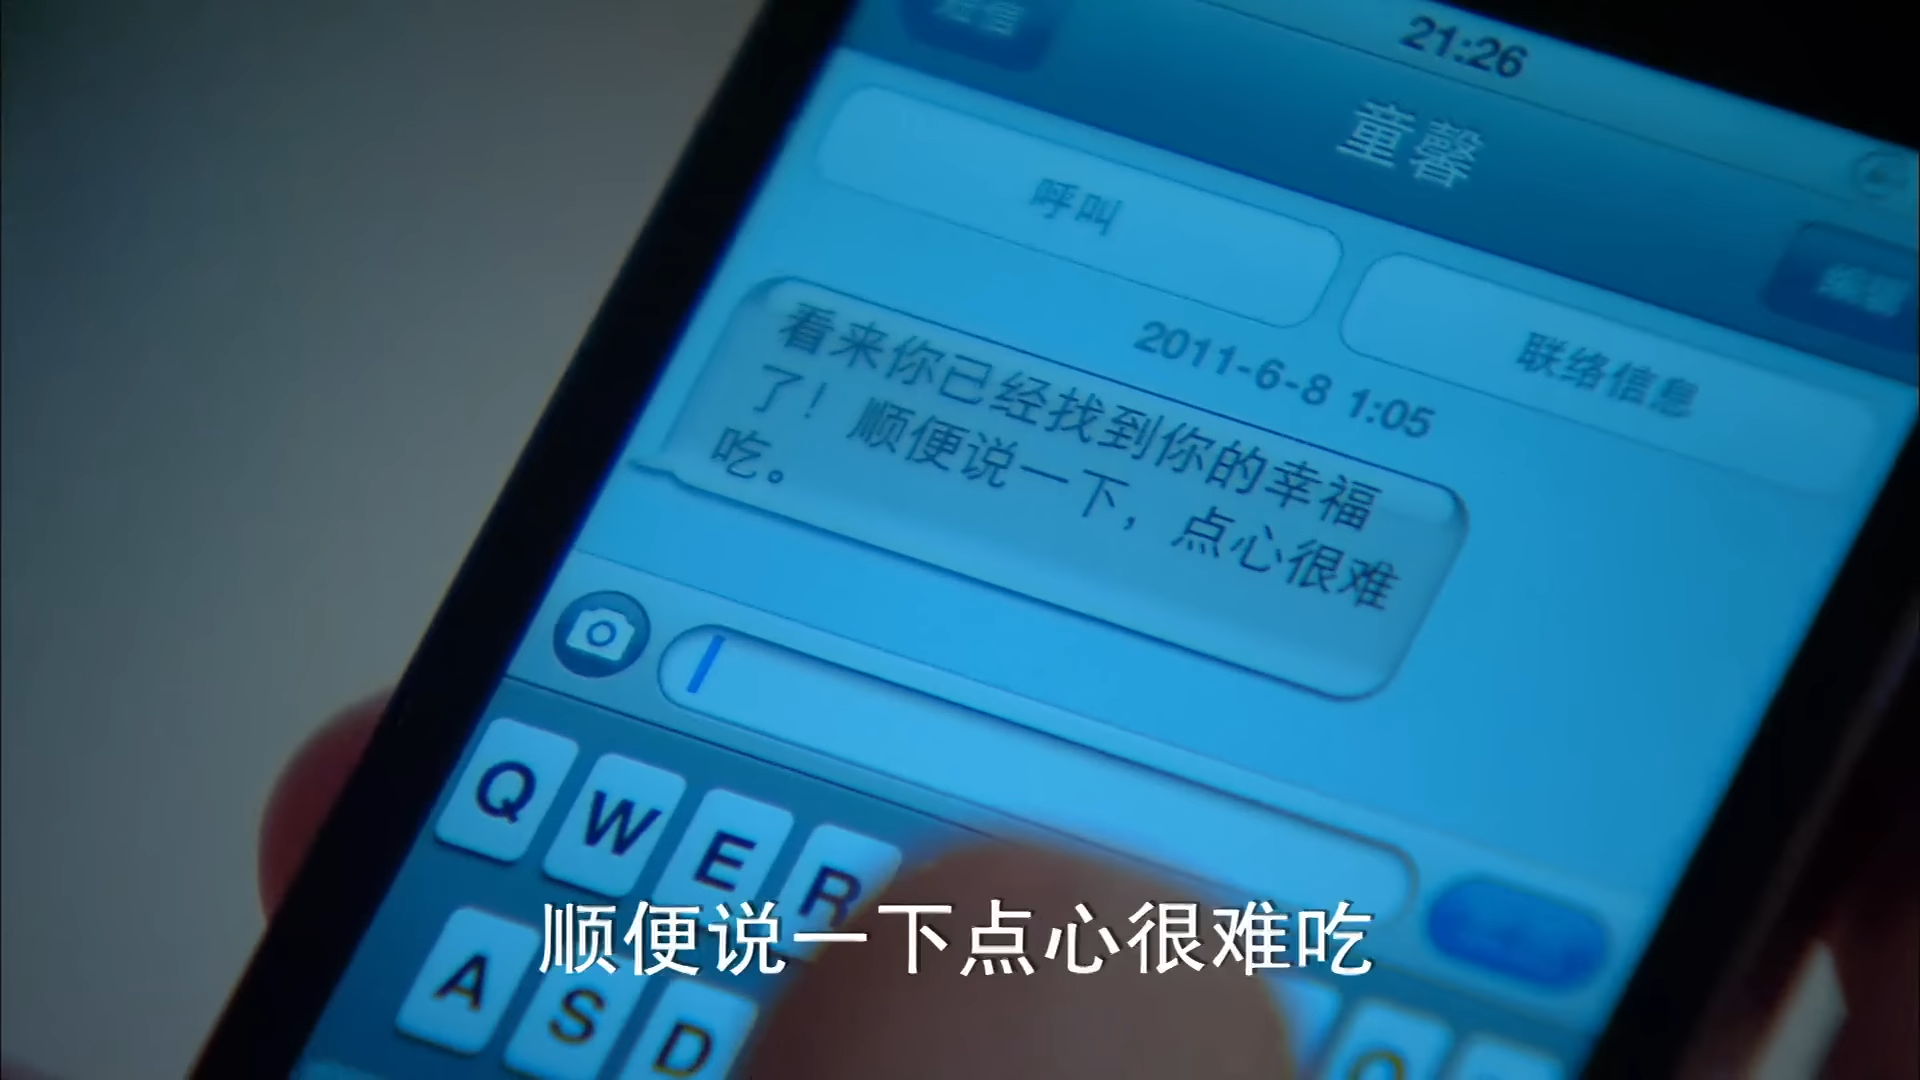 21:26
童馨
呼叫
联络信息
2011-6-8 1:05
看来你已经找到你的幸福
了！顺便说一下，点心很难
吃。
Q W E R
A S D
O
顺便说一下点心很难吃